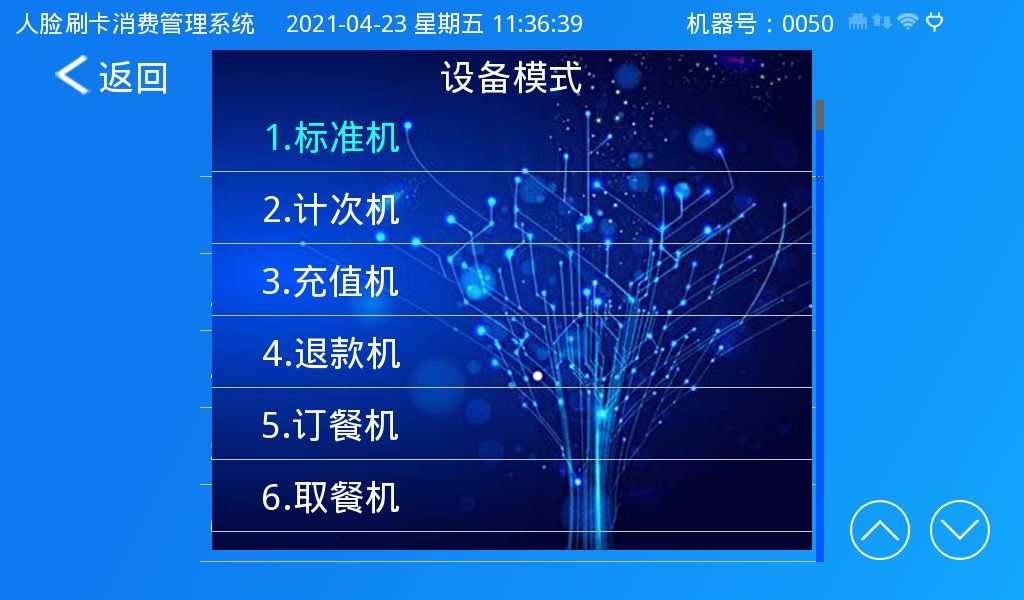 人脸刷卡消费管理系统 2021-04-23 星期五 11:36:39 机器号：0050
返回
设备模式
1.标准机
2.计次机
3.充值机
4.退款机
5.订餐机
6.取餐机